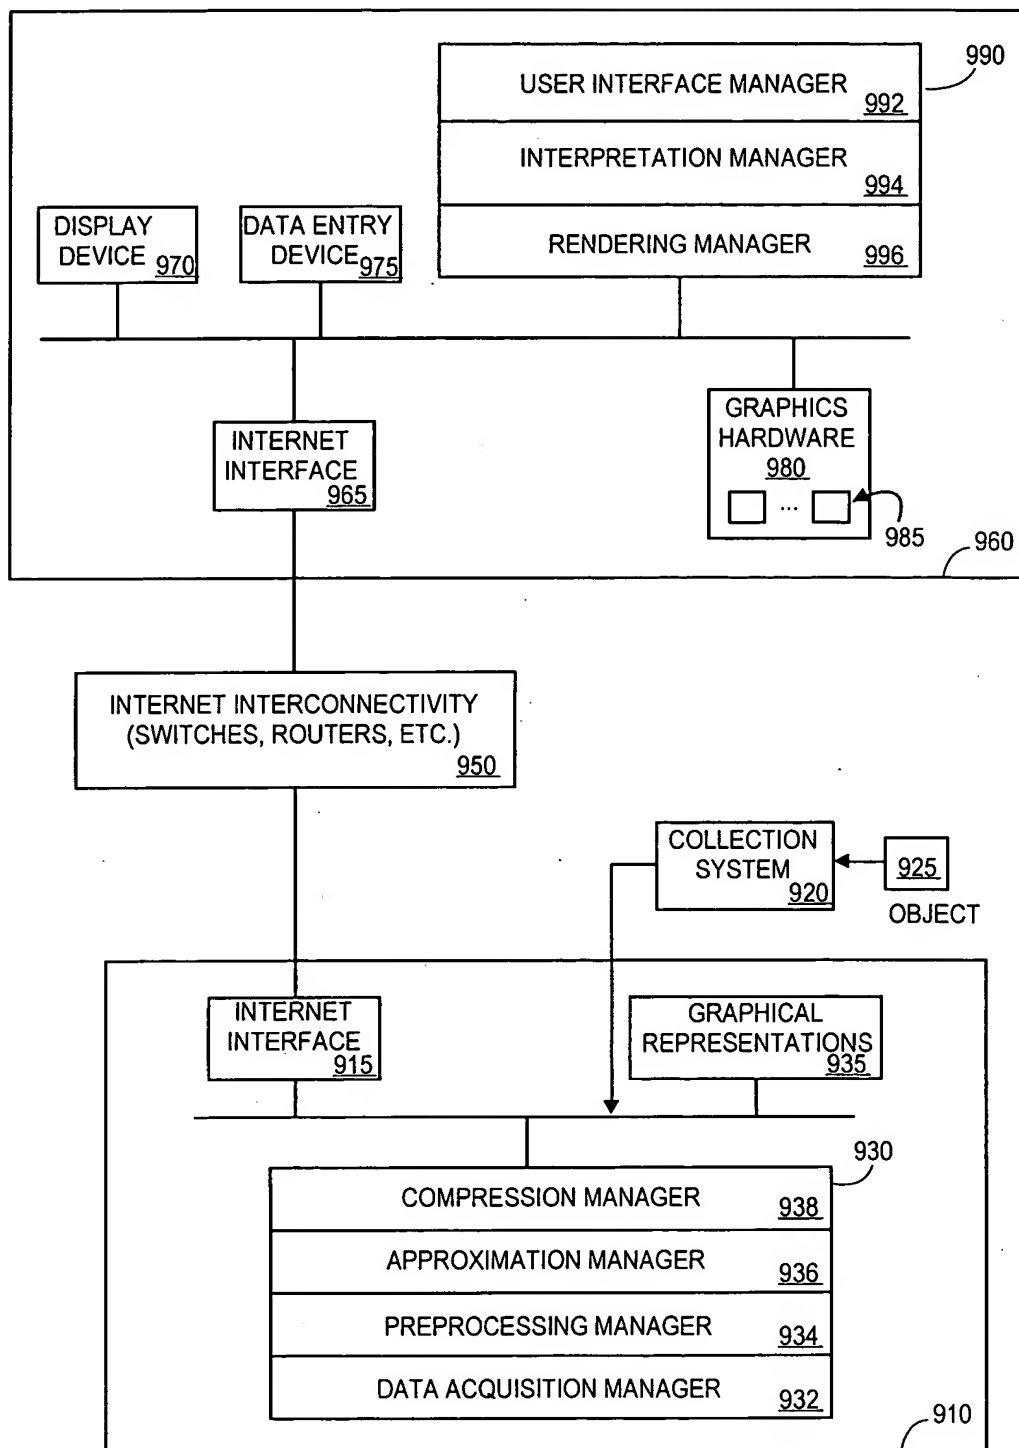 990
USER INTERFACE MANAGER
992
INTERPRETATION MANAGER
994
RENDERING MANAGER
996
DISPLAY
DEVICE
970
DATA ENTRY
DEVICE
975
INTERNET
INTERFACE
965
GRAPHICS
HARDWARE
980
...
985
960
INTERNET INTERCONNECTIVITY
(SWITCHES, ROUTERS, ETC.)
950
COLLECTION
SYSTEM
920
925
OBJECT
INTERNET
INTERFACE
915
GRAPHICAL
REPRESENTATIONS
935
930
COMPRESSION MANAGER
938
APPROXIMATION MANAGER
936
PREPROCESSING MANAGER
934
DATA ACQUISITION MANAGER
932
910